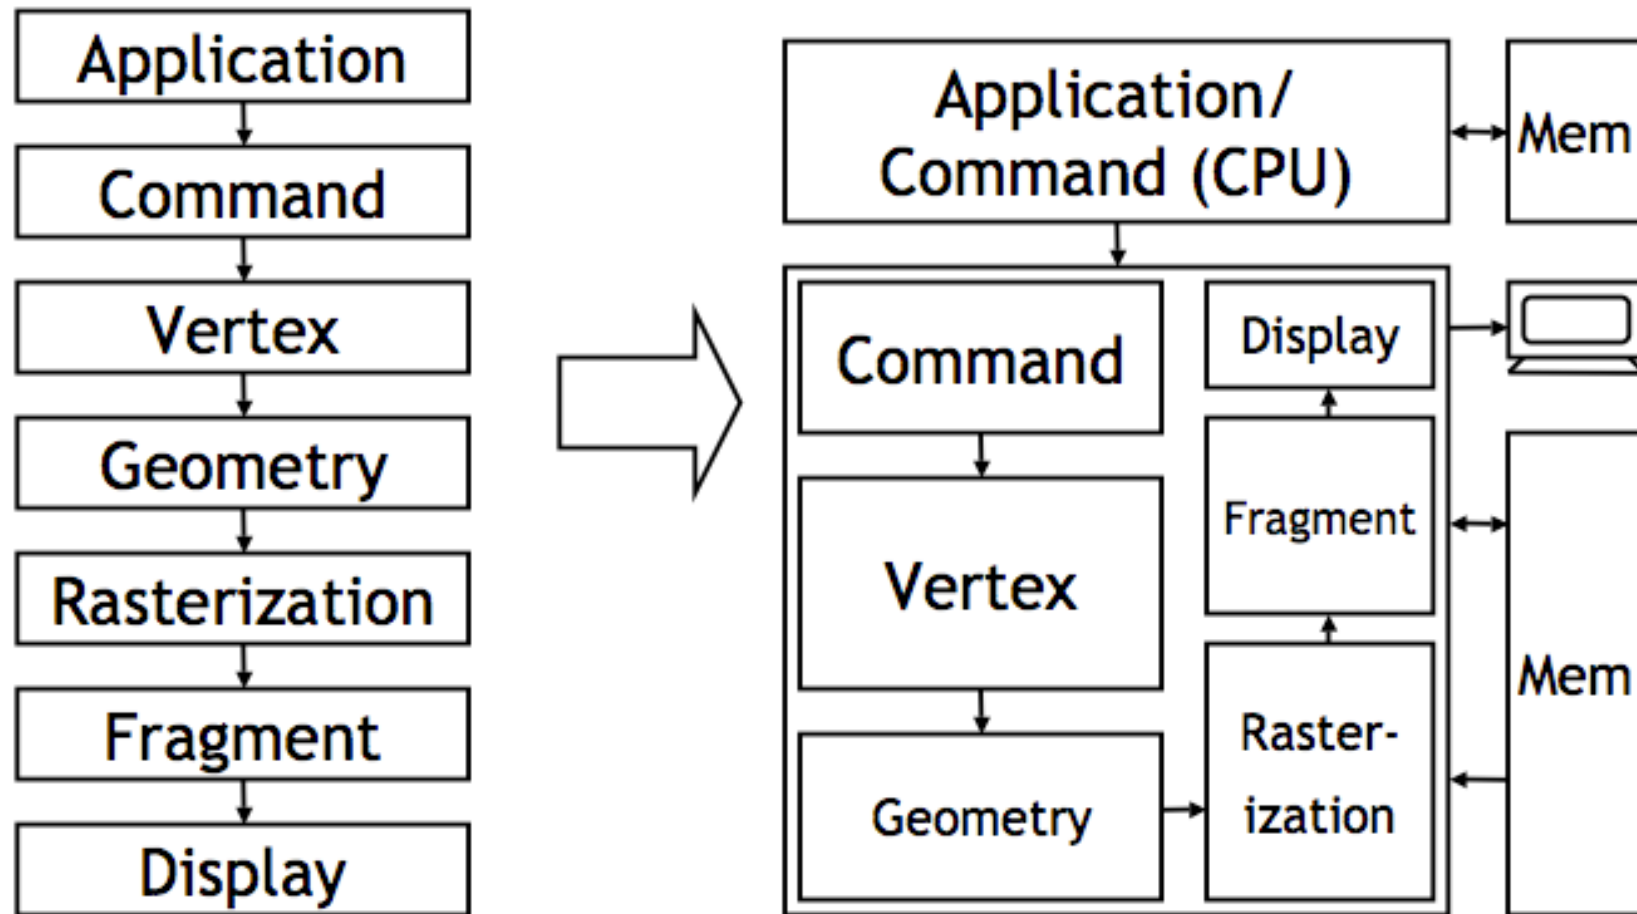 Application
Command
Vertex
Geometry
Rasterization
Fragment
Display
Application/
Command (CPU)
Mem
Command
Vertex
Geometry
Display
Fragment
Raster-
ization
Mem